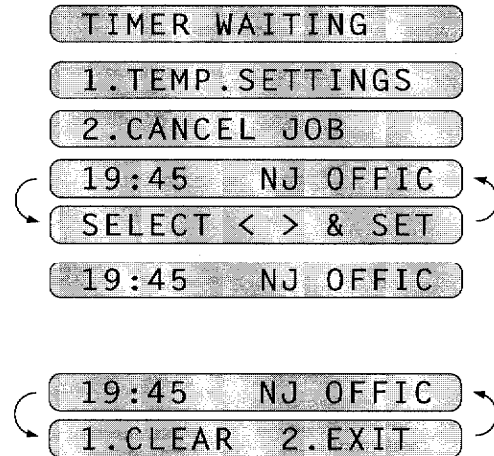 TIMER WAITING
1.TEMP.SETTINGS
2.CANCEL JOB
19:45 NJ OFFIC
SELECT < > & SET
19:45 NJ OFFIC
19:45 NJ OFFIC
1.CLEAR 2.EXIT